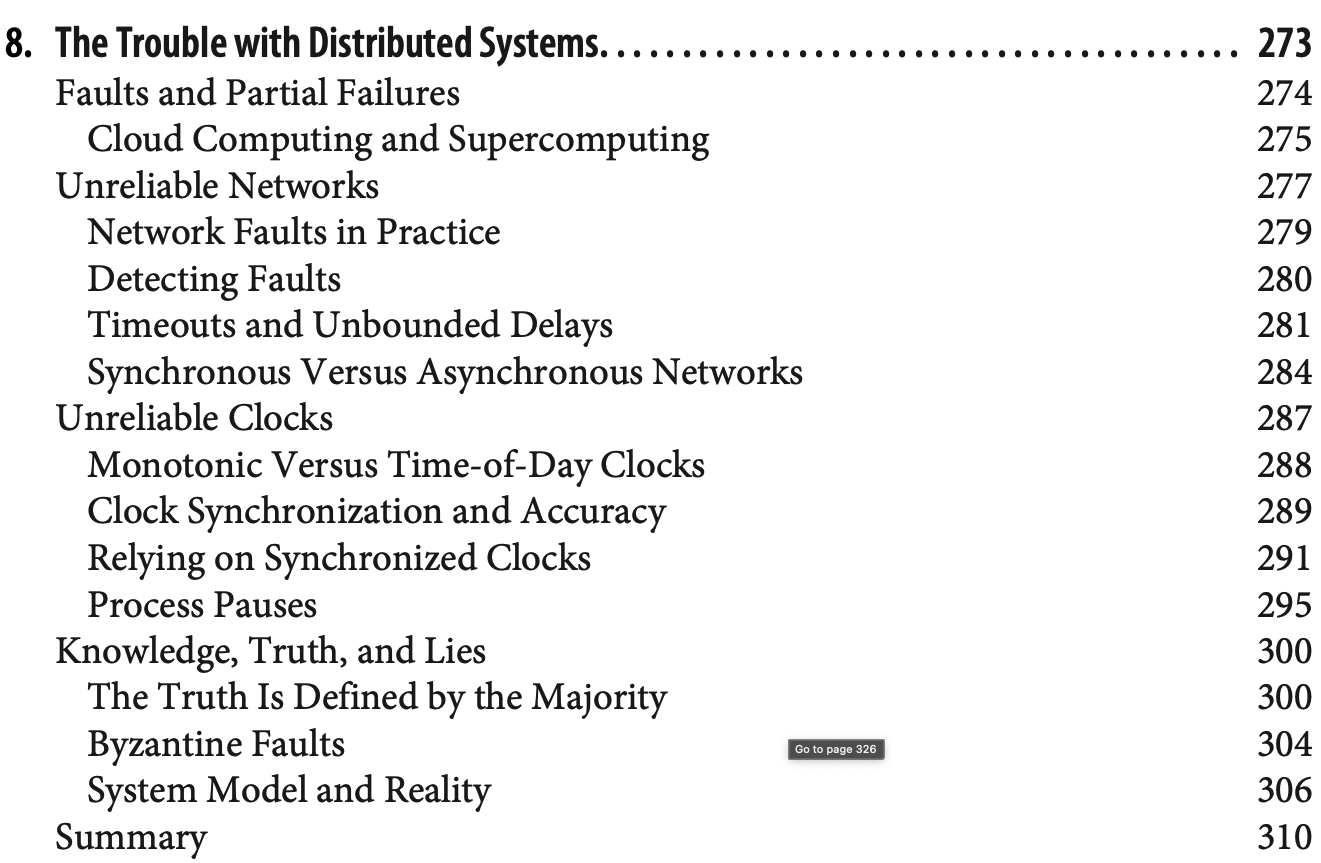 8. The Trouble with Distributed Systems. . . . . . . . . . . . . . . . . . . . . . . . . . . . . . . . . . . . . . 273
Faults and Partial Failures 274
Cloud Computing and Supercomputing 275
Unreliable Networks 277
Network Faults in Practice 279
Detecting Faults 280
Timeouts and Unbounded Delays 281
Synchronous Versus Asynchronous Networks 284
Unreliable Clocks 287
Monotonic Versus Time-of-Day Clocks 288
Clock Synchronization and Accuracy 289
Relying on Synchronized Clocks 291
Process Pauses 295
Knowledge, Truth, and Lies 300
The Truth Is Defined by the Majority 300
Byzantine Faults 304
Go to page 326
System Model and Reality 306
Summary 310